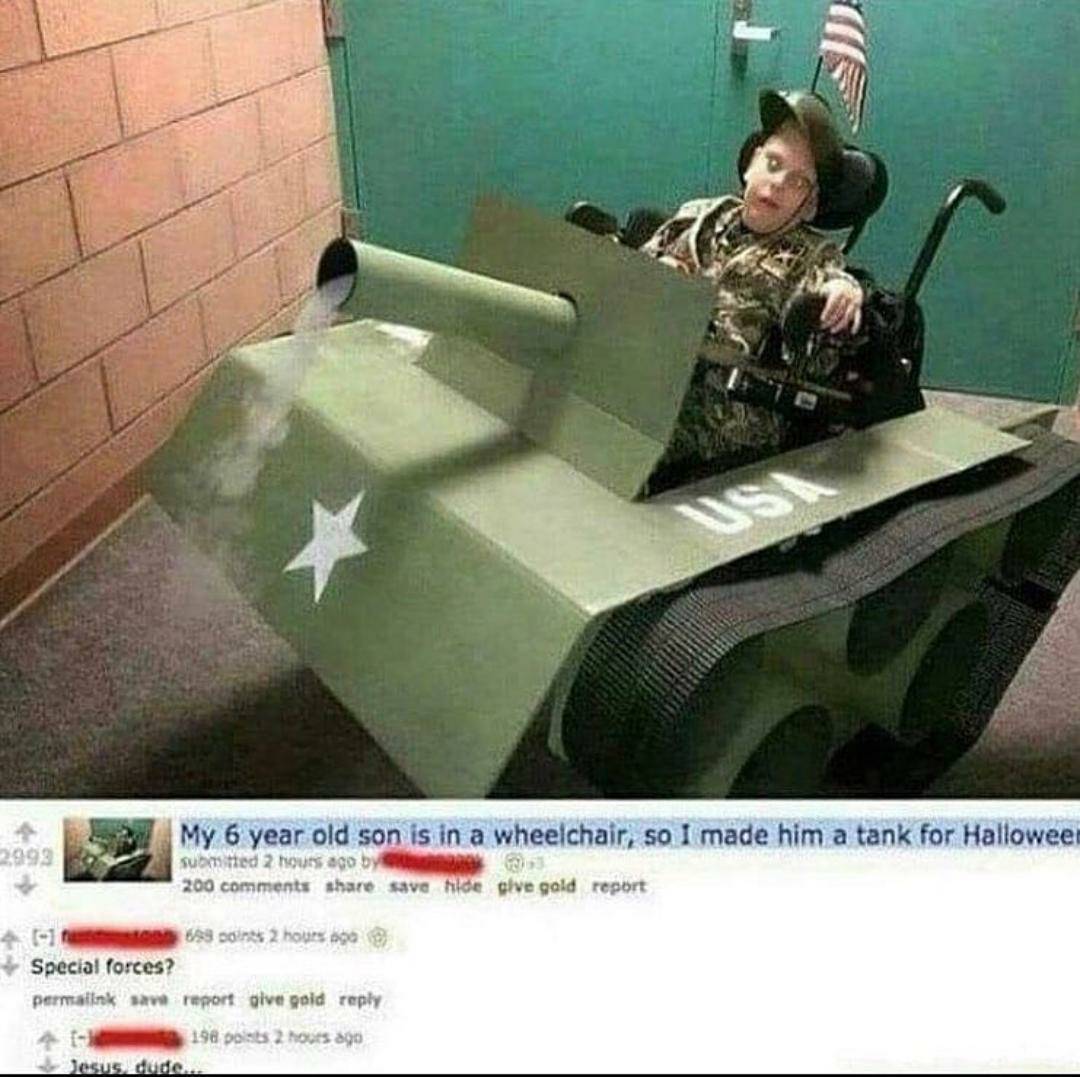 USA
2993
My 6 year old son is in a wheelchair, so I made him a tank for Hallowee
submitted 2 hours ago by
200 comments share save hide give gold report
[-] 699 points 2 hours ago
Special forces?
permalink save report give gold reply
[-] 198 points 2 hours ago
Jesus, dude...